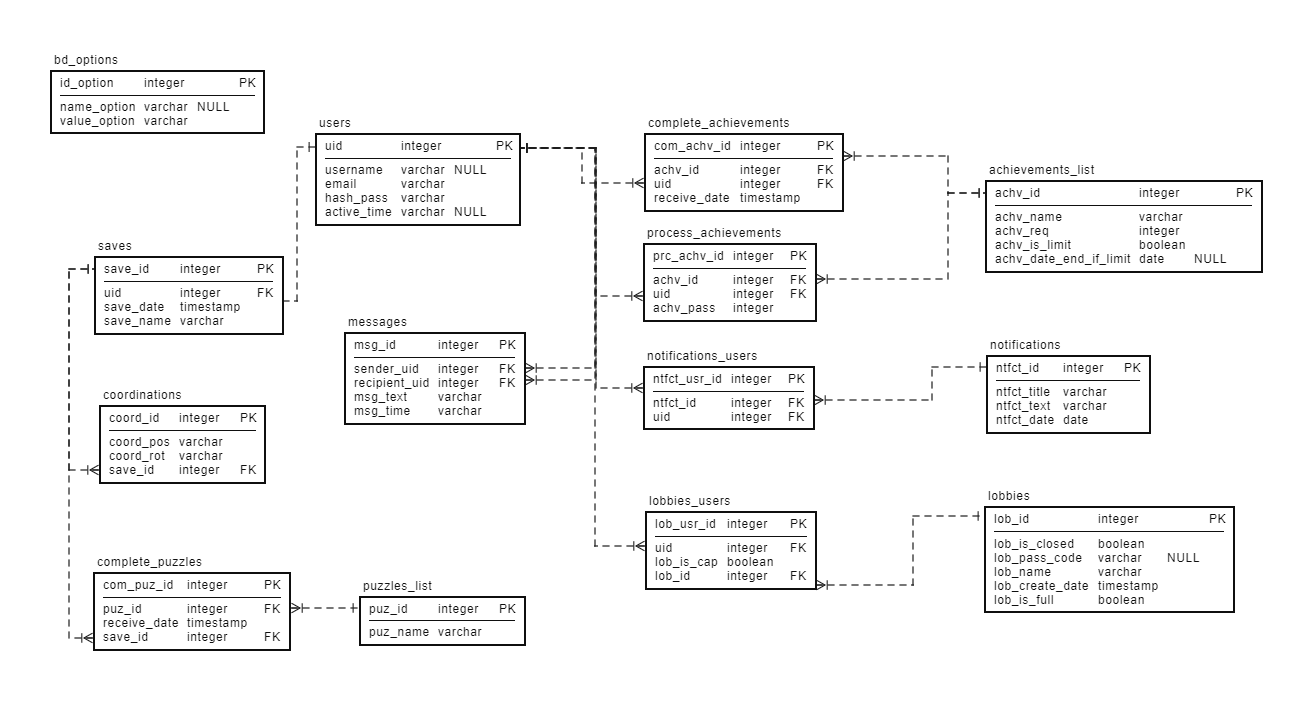 bd_options
id_option integer PK
name_option varchar NULL
value_option varchar
users
uid integer PK
username varchar NULL
email varchar
hash_pass varchar
active_time varchar NULL
saves
save_id integer PK
uid integer FK
save_date timestamp
save_name varchar
coordinations
coord_id integer PK
coord_pos varchar
coord_rot varchar
save_id integer FK
complete_puzzles
com_puz_id integer PK
puz_id integer FK
receive_date timestamp
save_id integer FK
puzzles_list
puz_id integer PK
puz_name varchar
messages
msg_id integer PK
sender_uid integer FK
recipient_uid integer FK
msg_text varchar
msg_time varchar
complete_achievements
com_achv_id integer PK
achv_id integer FK
uid integer FK
receive_date timestamp
process_achievements
prc_achv_id integer PK
achv_id integer FK
uid integer FK
achv_pass integer
notifications_users
ntfct_usr_id integer PK
ntfct_id integer FK
uid integer FK
lobbies_users
lob_usr_id integer PK
uid integer FK
lob_is_cap boolean
lob_id integer FK
achievements_list
achv_id integer PK
achv_name varchar
achv_req integer
achv_is_limit boolean
achv_date_end_if_limit date NULL
notifications
ntfct_id integer PK
ntfct_title varchar
ntfct_text varchar
ntfct_date date
lobbies
lob_id integer PK
lob_is_closed boolean
lob_pass_code varchar NULL
lob_name varchar
lob_create_date timestamp
lob_is_full boolean